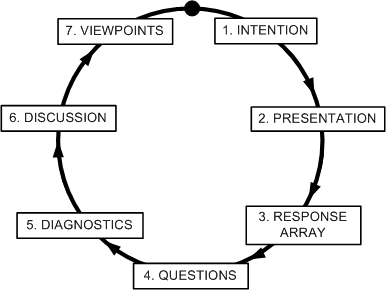 1. INTENTION
2. PRESENTATION
3. RESPONSE
ARRAY
4. QUESTIONS
5. DIAGNOSTICS
6. DISCUSSION
7. VIEWPOINTS